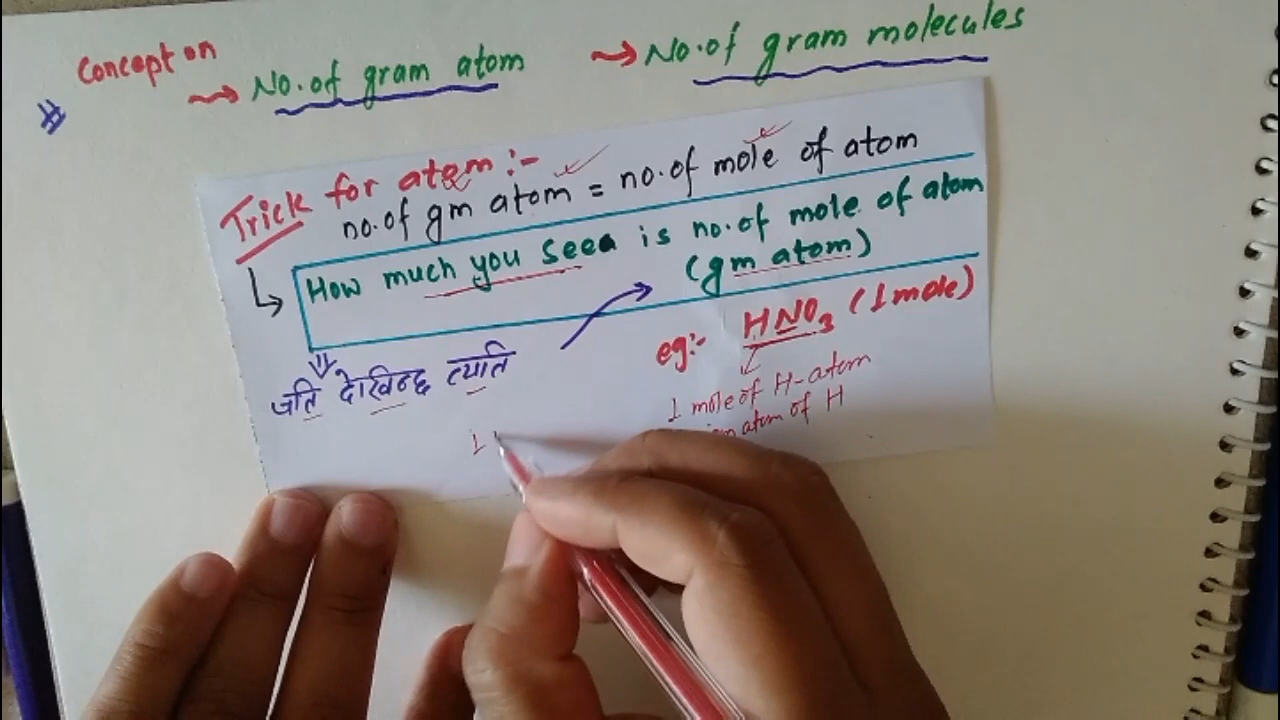 Concept on
# → No. of gram atom → No. of gram molecules
Trick for atom :-
no. of gm atom = no. of mole of atom
↳ How much you seea is no. of mole of atom
(gm atom)
जति देखिन्छ त्यति
eg:- HNO₃ (1 mole)
1 mole of H-atom
atom of H
1